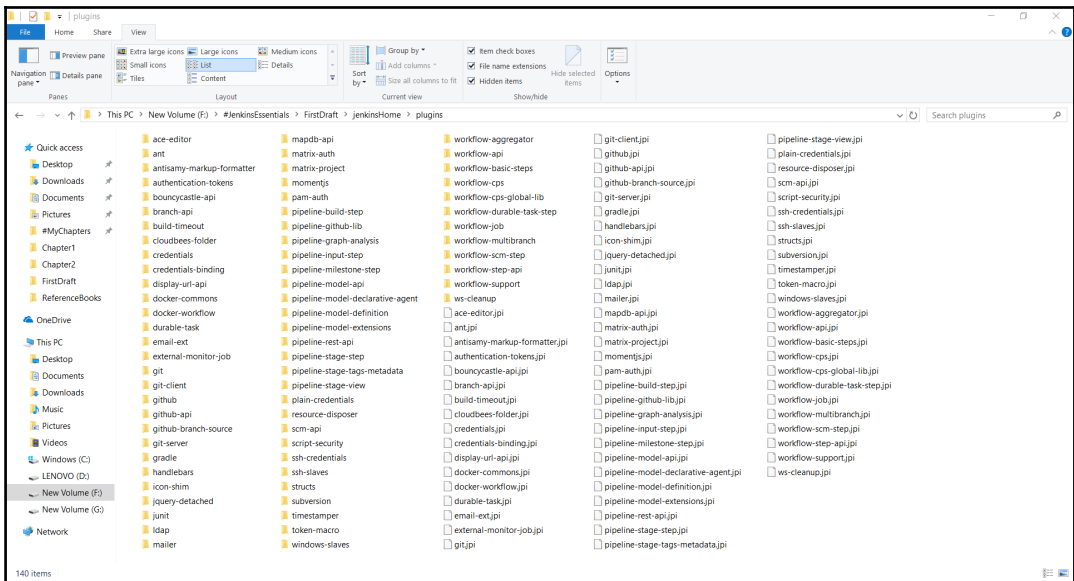 plugins
File Home Share View
Preview pane
Details pane
Navigation pane
Panes
Extra large icons Large icons Medium icons
Small icons List Details
Tiles Content
Layout
Sort by
Group by
Add columns
Size all columns to fit
Current view
Item check boxes
File name extensions
Hidden items
Hide selected items
Show/hide
Options
This PC > New Volume (F:) > #JenkinsEssentials > FirstDraft > jenkinsHome > plugins
Search plugins
Quick access
Desktop
Downloads
Documents
Pictures
#MyChapters
Chapter1
Chapter2
FirstDraft
ReferenceBooks
OneDrive
This PC
Desktop
Documents
Downloads
Music
Pictures
Videos
Windows (C:)
LENOVO (D:)
New Volume (F:)
New Volume (G:)
Network
ace-editor
ant
antisamy-markup-formatter
authentication-tokens
bouncycastle-api
branch-api
build-timeout
cloudbees-folder
credentials
credentials-binding
display-url-api
docker-commons
docker-workflow
durable-task
email-ext
external-monitor-job
git
git-client
github
github-api
github-branch-source
git-server
gradle
handlebars
icon-shim
jquery-detached
junit
ldap
mailer
mapdb-api
matrix-auth
matrix-project
momentjs
pam-auth
pipeline-build-step
pipeline-github-lib
pipeline-graph-analysis
pipeline-input-step
pipeline-milestone-step
pipeline-model-api
pipeline-model-declarative-agent
pipeline-model-definition
pipeline-model-extensions
pipeline-rest-api
pipeline-stage-step
pipeline-stage-tags-metadata
pipeline-stage-view
plain-credentials
resource-disposer
scm-api
script-security
ssh-credentials
ssh-slaves
structs
subversion
timestamper
token-macro
windows-slaves
workflow-aggregator
workflow-api
workflow-basic-steps
workflow-cps
workflow-cps-global-lib
workflow-durable-task-step
workflow-job
workflow-multibranch
workflow-scm-step
workflow-step-api
workflow-support
ws-cleanup
ace-editor.jpi
ant.jpi
antisamy-markup-formatter.jpi
authentication-tokens.jpi
bouncycastle-api.jpi
branch-api.jpi
build-timeout.jpi
cloudbees-folder.jpi
credentials.jpi
credentials-binding.jpi
display-url-api.jpi
docker-commons.jpi
docker-workflow.jpi
durable-task.jpi
email-ext.jpi
external-monitor-job.jpi
git.jpi
git-client.jpi
github.jpi
github-api.jpi
github-branch-source.jpi
git-server.jpi
gradle.jpi
handlebars.jpi
icon-shim.jpi
jquery-detached.jpi
junit.jpi
ldap.jpi
mailer.jpi
mapdb-api.jpi
matrix-auth.jpi
matrix-project.jpi
momentjs.jpi
pam-auth.jpi
pipeline-build-step.jpi
pipeline-github-lib.jpi
pipeline-graph-analysis.jpi
pipeline-input-step.jpi
pipeline-milestone-step.jpi
pipeline-model-api.jpi
pipeline-model-declarative-agent.jpi
pipeline-model-definition.jpi
pipeline-model-extensions.jpi
pipeline-rest-api.jpi
pipeline-stage-step.jpi
pipeline-stage-tags-metadata.jpi
pipeline-stage-view.jpi
plain-credentials.jpi
resource-disposer.jpi
scm-api.jpi
script-security.jpi
ssh-credentials.jpi
ssh-slaves.jpi
structs.jpi
subversion.jpi
timestamper.jpi
token-macro.jpi
windows-slaves.jpi
workflow-aggregator.jpi
workflow-api.jpi
workflow-basic-steps.jpi
workflow-cps.jpi
workflow-cps-global-lib.jpi
workflow-durable-task-step.jpi
workflow-job.jpi
workflow-multibranch.jpi
workflow-scm-step.jpi
workflow-step-api.jpi
workflow-support.jpi
ws-cleanup.jpi
140 items